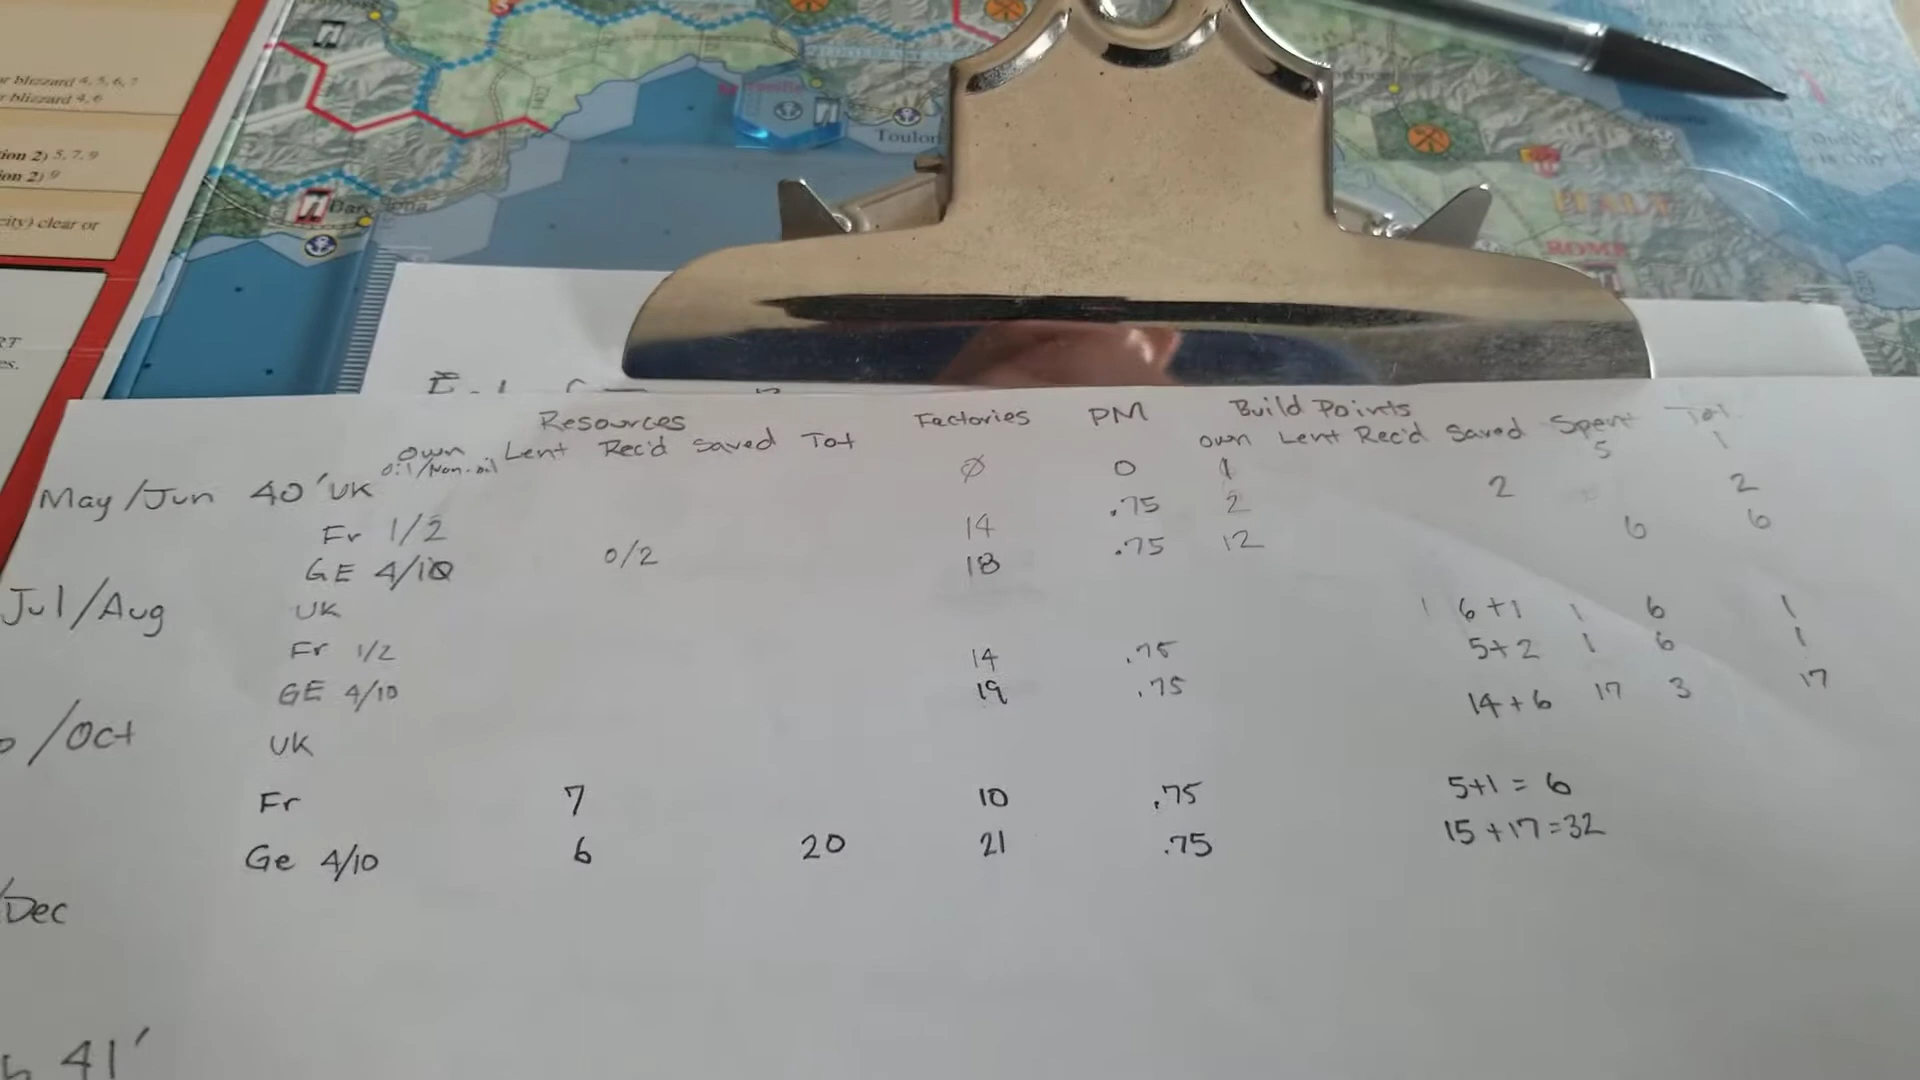 r blizzard 4, 5, 6, 7
r blizzard 4, 6
ion 2) 5, 7, 9
ion 2) 9
city) clear or
RT
es.
Toulon
Barcelona
ITALY
ROME
Resources Factories PM Build Points
own Lent Rec'd Saved Tot own Lent Rec'd Saved Spent Tot
oil/Non-oil
May/Jun 40' UK Ø 0 1 5 1
Fr 1/2 14 .75 2 2 2
GE 4/10 0/2 18 .75 12 6 6
Jul/Aug UK 1 6+1 1 6 1
Fr 1/2 14 .75 5+2 1 6 1
GE 4/10 19 .75 14+6 17 3 17
/Oct UK
Fr 7 10 .75 5+1=6
Ge 4/10 6 20 21 .75 15+17=32
/Dec
41'